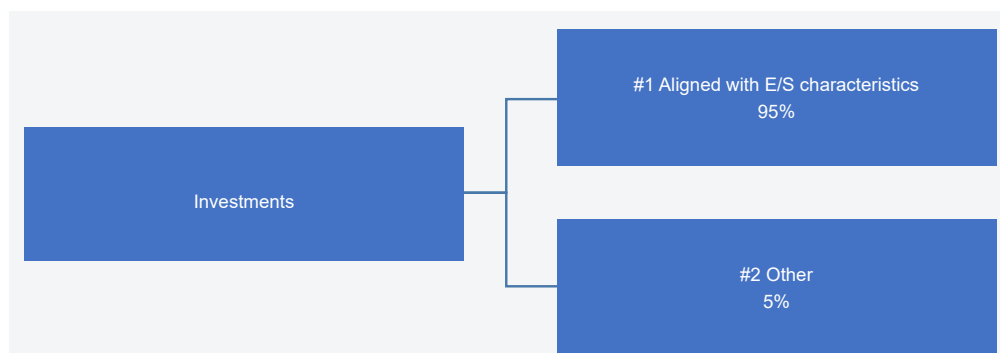 Investments
#1 Aligned with E/S characteristics
95%
#2 Other
5%